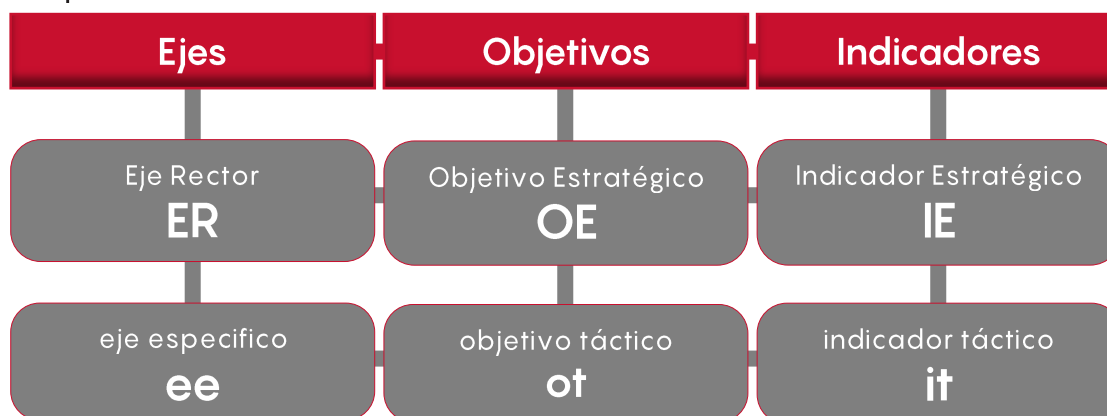 Ejes
Objetivos
Indicadores
Eje Rector
ER
Objetivo Estratégico
OE
Indicador Estratégico
IE
eje especifico
ee
objetivo táctico
ot
indicador táctico
it